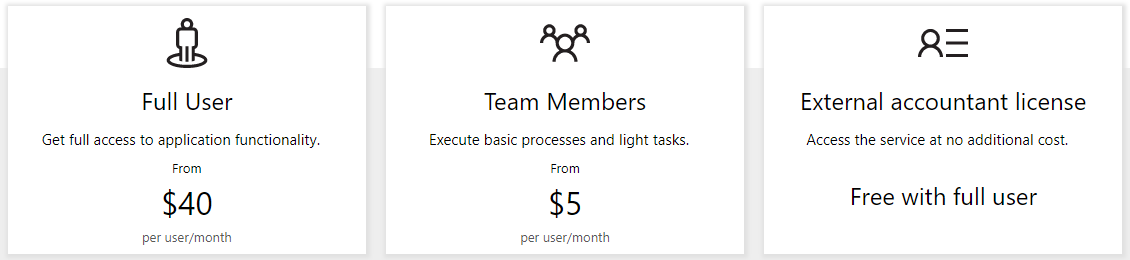 Full User
Get full access to application functionality.
From
$40
per user/month
Team Members
Execute basic processes and light tasks.
From
$5
per user/month
External accountant license
Access the service at no additional cost.
Free with full user